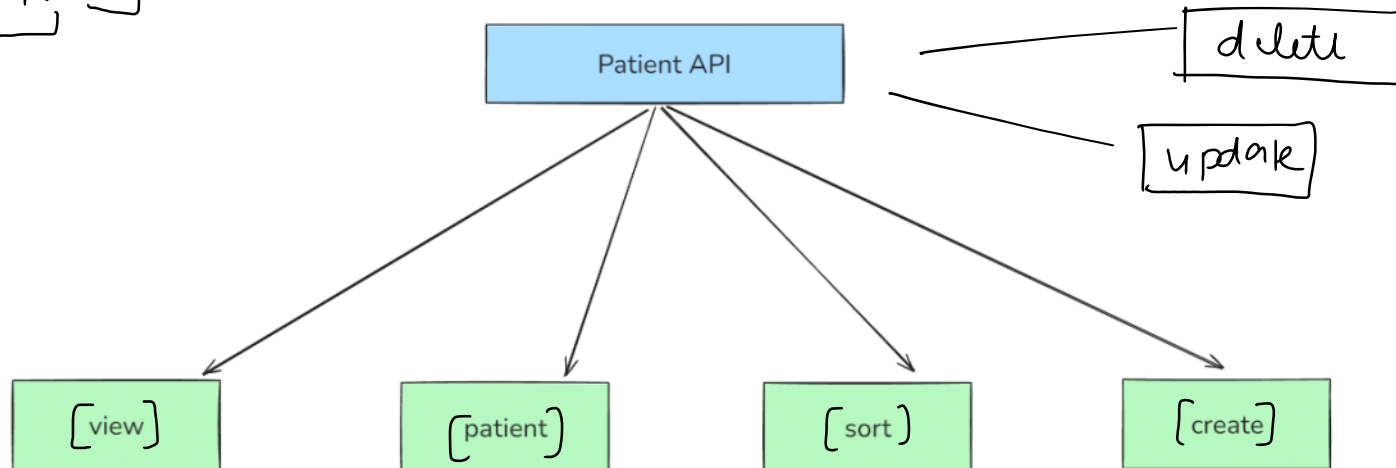 Patient API
delete
update
[view]
[patient]
[sort]
[create]